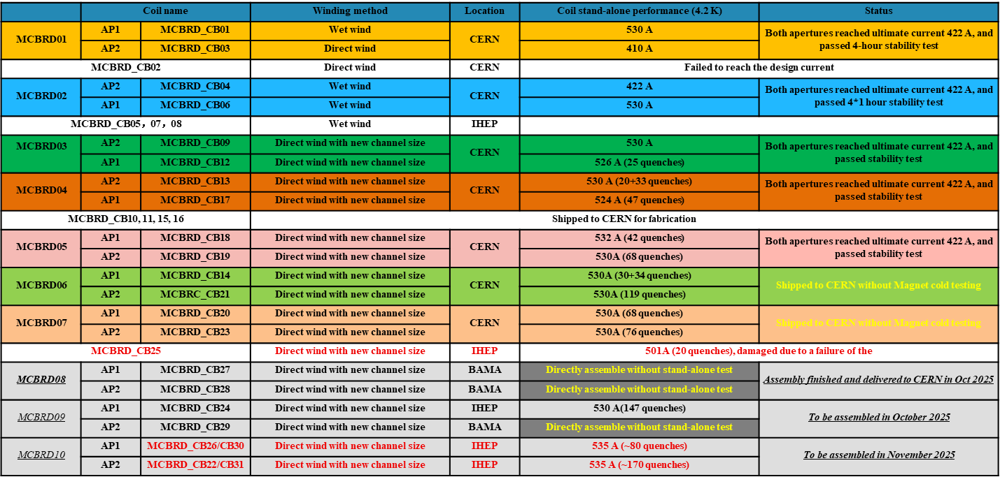 Coil name Winding method Location Coil stand-alone performance (4.2 K) Status
MCBRD01 AP1 MCBRD_CB01 Wet wind CERN 530 A Both apertures reached ultimate current 422 A, and
AP2 MCBRD_CB03 Direct wind 410 A passed 4-hour stability test
MCBRD_CB02 Direct wind CERN Failed to reach the design current
MCBRD02 AP2 MCBRD_CB04 Wet wind CERN 422 A Both apertures reached ultimate current 422 A, and
AP1 MCBRD_CB06 Wet wind 530 A passed 4*1 hour stability test
MCBRD_CB05，07，08 Wet wind IHEP
MCBRD03 AP2 MCBRD_CB09 Direct wind with new channel size CERN 530 A Both apertures reached ultimate current 422 A, and
AP1 MCBRD_CB12 Direct wind with new channel size 526 A (25 quenches) passed stability test
MCBRD04 AP2 MCBRD_CB13 Direct wind with new channel size CERN 530 A (20+33 quenches) Both apertures reached ultimate current 422 A, and
AP1 MCBRD_CB17 Direct wind with new channel size 524 A (47 quenches) passed stability test
MCBRD_CB10, 11, 15, 16 Shipped to CERN for fabrication
MCBRD05 AP1 MCBRD_CB18 Direct wind with new channel size CERN 532 A (42 quenches) Both apertures reached ultimate current 422 A, and
AP2 MCBRD_CB19 Direct wind with new channel size 530A (68 quenches) passed stability test
MCBRD06 AP1 MCBRD_CB14 Direct wind with new channel size CERN 530A (30+34 quenches) Shipped to CERN without Magnet cold testing
AP2 MCBRC_CB21 Direct wind with new channel size 530A (119 quenches)
MCBRD07 AP1 MCBRD_CB20 Direct wind with new channel size CERN 530A (68 quenches) Shipped to CERN without Magnet cold testing
AP2 MCBRD_CB23 Direct wind with new channel size 530A (76 quenches)
MCBRD_CB25 Direct wind with new channel size IHEP 501A (20 quenches), damaged due to a failure of the
MCBRD08 AP1 MCBRD_CB27 Direct wind with new channel size BAMA Directly assemble without stand-alone test Assembly finished and delivered to CERN in Oct 2025
AP2 MCBRD_CB28 Direct wind with new channel size BAMA Directly assemble without stand-alone test
MCBRD09 AP1 MCBRD_CB24 Direct wind with new channel size IHEP 530 A(147 quenches) To be assembled in October 2025
AP2 MCBRD_CB29 Direct wind with new channel size BAMA Directly assemble without stand-alone test
MCBRD10 AP1 MCBRD_CB26/CB30 Direct wind with new channel size IHEP 535 A (~80 quenches) To be assembled in November 2025
AP2 MCBRD_CB22/CB31 Direct wind with new channel size IHEP 535 A (~170 quenches)